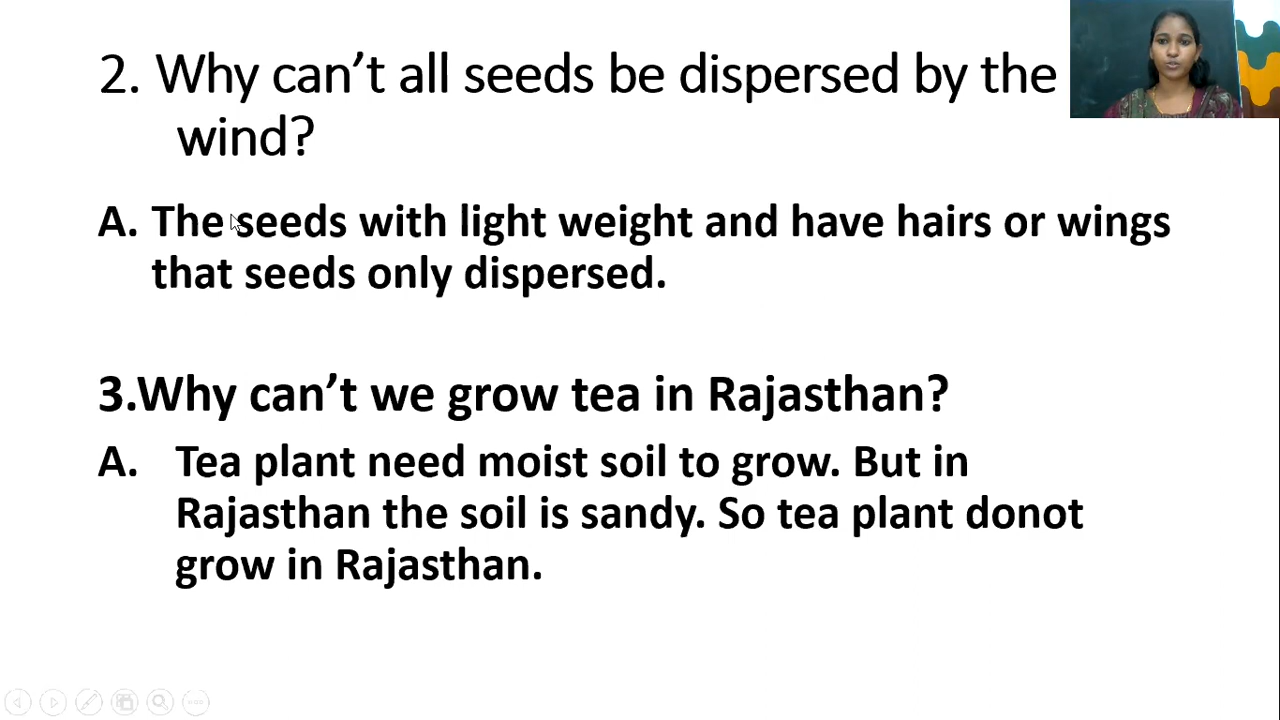 2. Why can’t all seeds be dispersed by the
wind?
A. The seeds with light weight and have hairs or wings
that seeds only dispersed.
3.Why can’t we grow tea in Rajasthan?
A. Tea plant need moist soil to grow. But in
Rajasthan the soil is sandy. So tea plant donot
grow in Rajasthan.